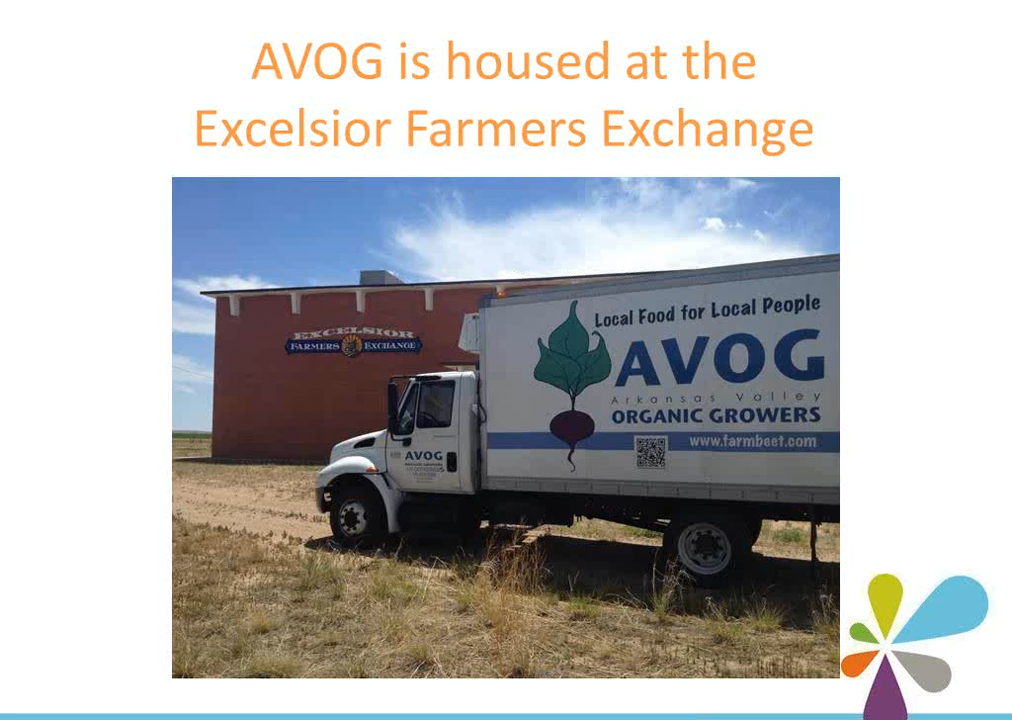 AVOG is housed at the
Excelsior Farmers Exchange
EXCELSIOR
FARMERS EXCHANGE
Local Food for Local People
AVOG
Arkansas Valley
ORGANIC GROWERS
www.farmbeet.com
AVOG